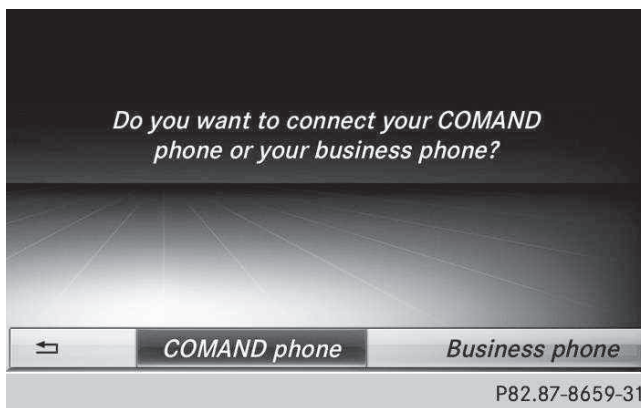 Do you want to connect your COMAND
phone or your business phone?
COMAND phone
Business phone
P82.87-8659-31